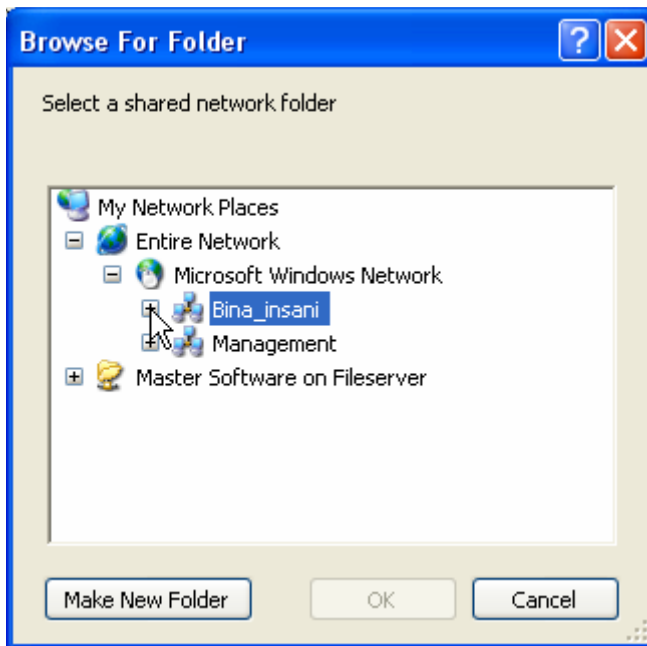 Browse For Folder
Select a shared network folder
My Network Places
Entire Network
Microsoft Windows Network
Bina_insani
Management
Master Software on Fileserver
Make New Folder
OK
Cancel